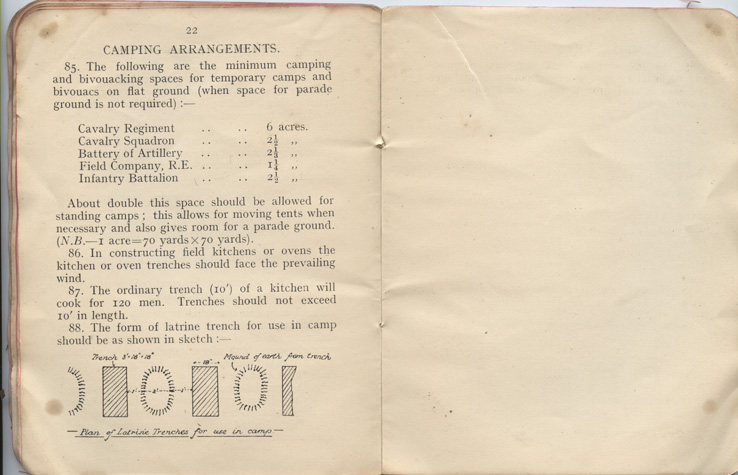 22
CAMPING ARRANGEMENTS.
85. The following are the minimum camping
and bivouacking spaces for temporary camps and
bivouacs on flat ground (when space for parade
ground is not required) :—
Cavalry Regiment .. .. 6 acres.
Cavalry Squadron .. .. 2½ „
Battery of Artillery .. .. 2⅓ „
Field Company, R.E. .. .. 1¼ „
Infantry Battalion .. .. 2½ „
About double this space should be allowed for
standing camps ; this allows for moving tents when
necessary and also gives room for a parade ground.
(N.B.—1 acre=70 yards×70 yards).
86. In constructing field kitchens or ovens the
kitchen or oven trenches should face the prevailing
wind.
87. The ordinary trench (10′) of a kitchen will
cook for 120 men. Trenches should not exceed
10′ in length.
88. The form of latrine trench for use in camp
should be as shown in sketch :—
Trench
Mound of earth from trench
18"
— Plan of Latrine Trenches for use in camp —